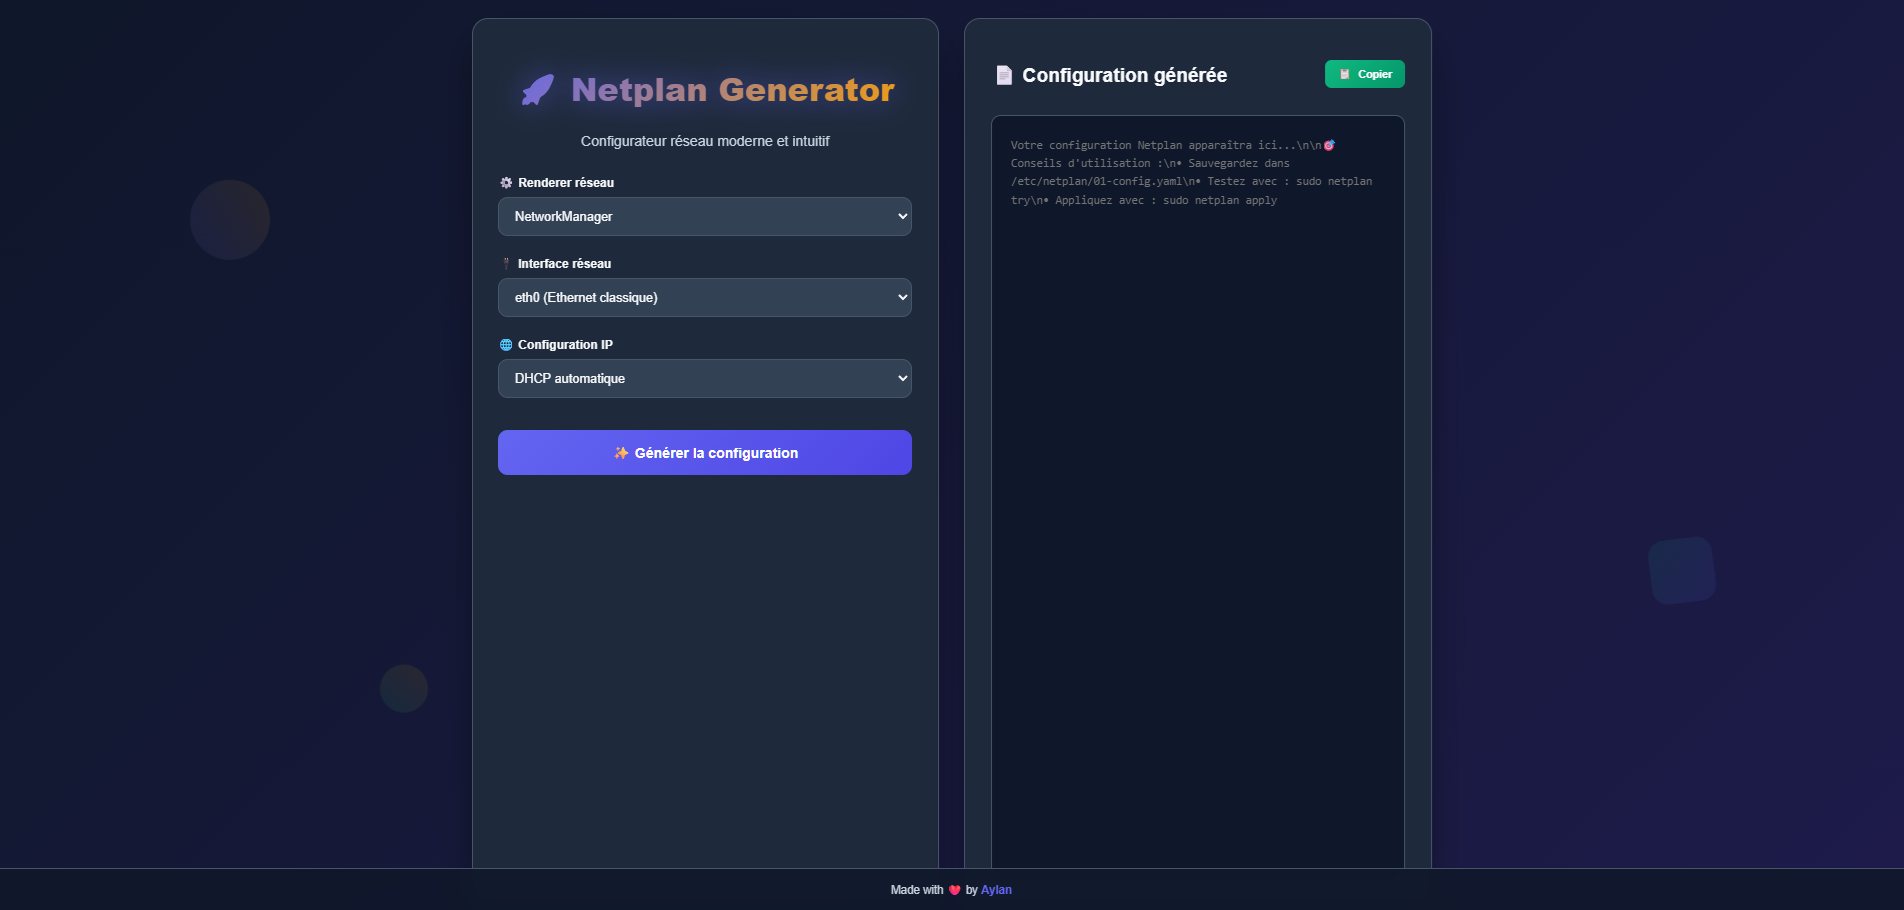 Netplan Generator
Configurateur réseau moderne et intuitif
Renderer réseau
NetworkManager
Interface réseau
eth0 (Ethernet classique)
Configuration IP
DHCP automatique
✨ Générer la configuration
Configuration générée
Copier
Votre configuration Netplan apparaîtra ici...\n\n🎯
Conseils d'utilisation :\n• Sauvegardez dans
/etc/netplan/01-config.yaml\n• Testez avec : sudo netplan
try\n• Appliquez avec : sudo netplan apply
Made with ❤️ by Aylan